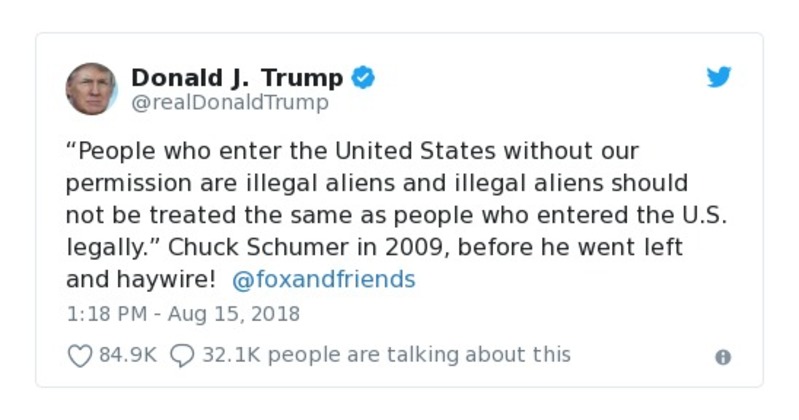 Donald J. Trump
@realDonaldTrump
“People who enter the United States without our
permission are illegal aliens and illegal aliens should
not be treated the same as people who entered the U.S.
legally.” Chuck Schumer in 2009, before he went left
and haywire!  @foxandfriends
1:18 PM - Aug 15, 2018
84.9K 32.1K people are talking about this